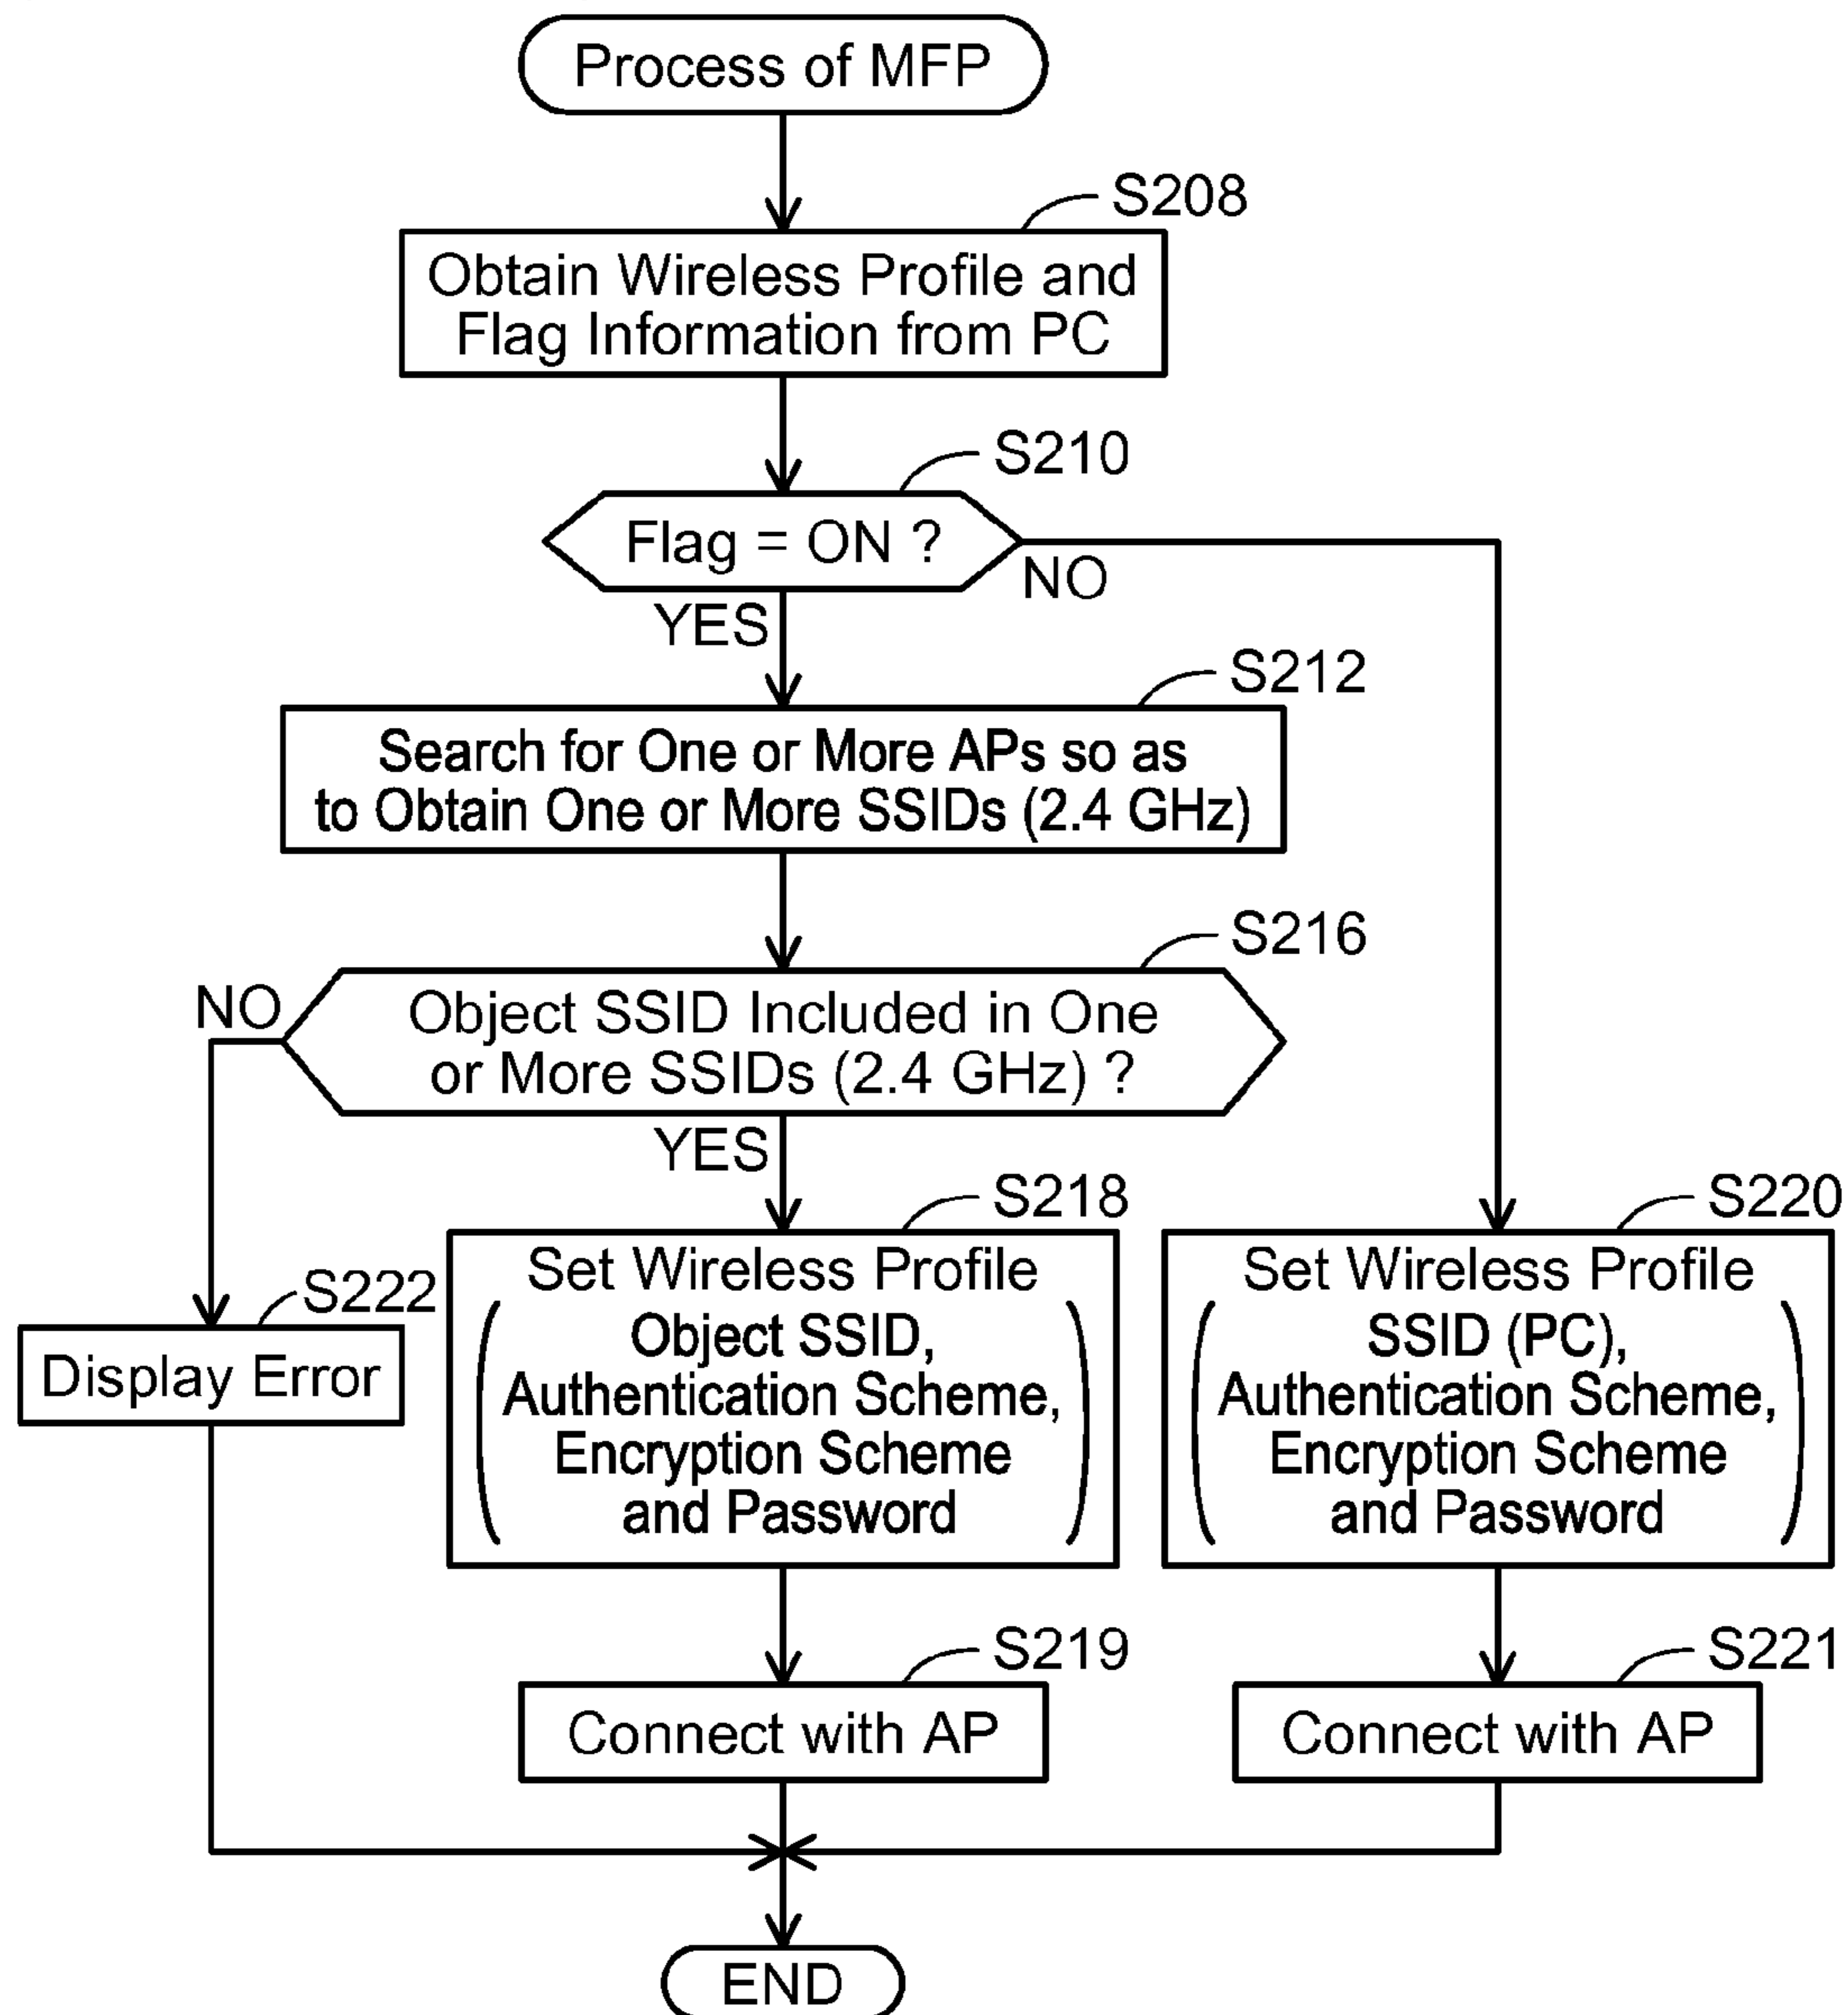 Process of MFP
S208
Obtain Wireless Profile and
Flag Information from PC
S210
Flag = ON ?
NO
YES
S212
Search for One or More APs so as
to Obtain One or More SSIDs (2.4 GHz)
S216
NO
Object SSID Included in One
or More SSIDs (2.4 GHz) ?
YES
S218
Set Wireless Profile
Object SSID,
Authentication Scheme,
Encryption Scheme
and Password
S220
Set Wireless Profile
SSID (PC),
Authentication Scheme,
Encryption Scheme
and Password
S222
Display Error
S219
Connect with AP
S221
Connect with AP
END